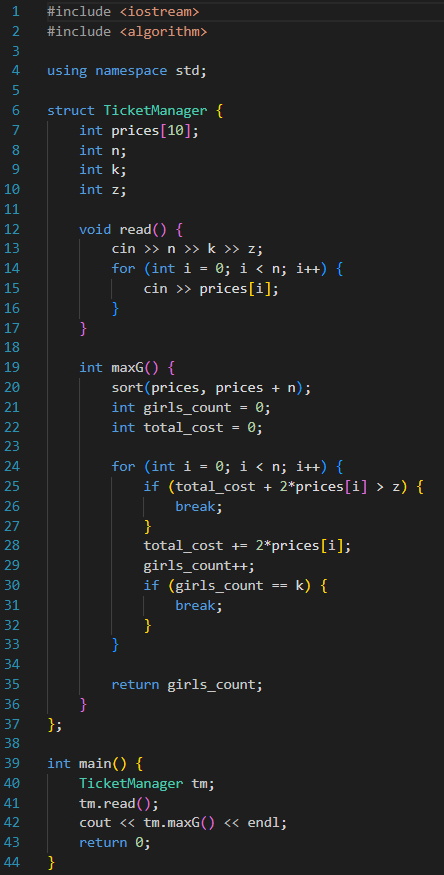 1 #include <iostream>
2 #include <algorithm>
3
4 using namespace std;
5
6 struct TicketManager {
7     int prices[10];
8     int n;
9     int k;
10     int z;
11
12     void read() {
13         cin >> n >> k >> z;
14         for (int i = 0; i < n; i++) {
15             cin >> prices[i];
16         }
17     }
18
19     int maxG() {
20         sort(prices, prices + n);
21         int girls_count = 0;
22         int total_cost = 0;
23
24         for (int i = 0; i < n; i++) {
25             if (total_cost + 2*prices[i] > z) {
26                 break;
27             }
28             total_cost += 2*prices[i];
29             girls_count++;
30             if (girls_count == k) {
31                 break;
32             }
33         }
34
35         return girls_count;
36     }
37 };
38
39 int main() {
40     TicketManager tm;
41     tm.read();
42     cout << tm.maxG() << endl;
43     return 0;
44 }